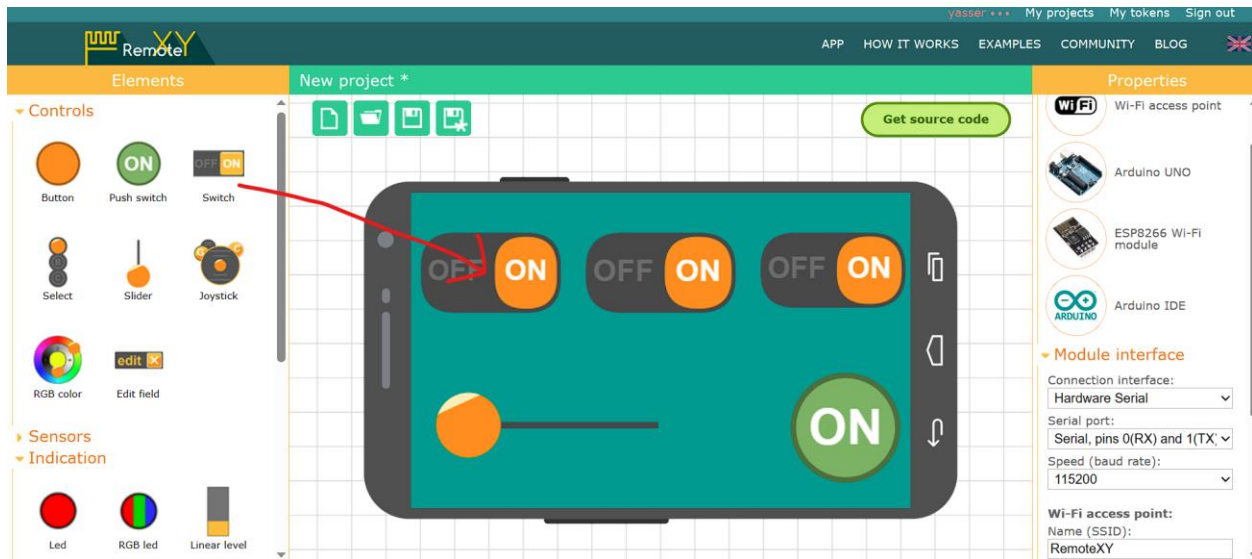 yasser ••• My projects My tokens Sign out
RemoteXY
APP HOW IT WORKS EXAMPLES COMMUNITY BLOG
Elements
New project *
Properties
Controls
Button
ON
Push switch
OFF ON
Switch
Select
Slider
Joystick
RGB color
edit
Edit field
Sensors
Indication
Led
RGB led
Linear level
Get source code
OFF ON
OFF ON
OFF ON
ON
WiFi
Wi-Fi access point
Arduino UNO
ESP8266 Wi-Fi
module
ARDUINO
Arduino IDE
Module interface
Connection interface:
Hardware Serial
Serial port:
Serial, pins 0(RX) and 1(TX)
Speed (baud rate):
115200
Wi-Fi access point:
Name (SSID):
RemoteXY